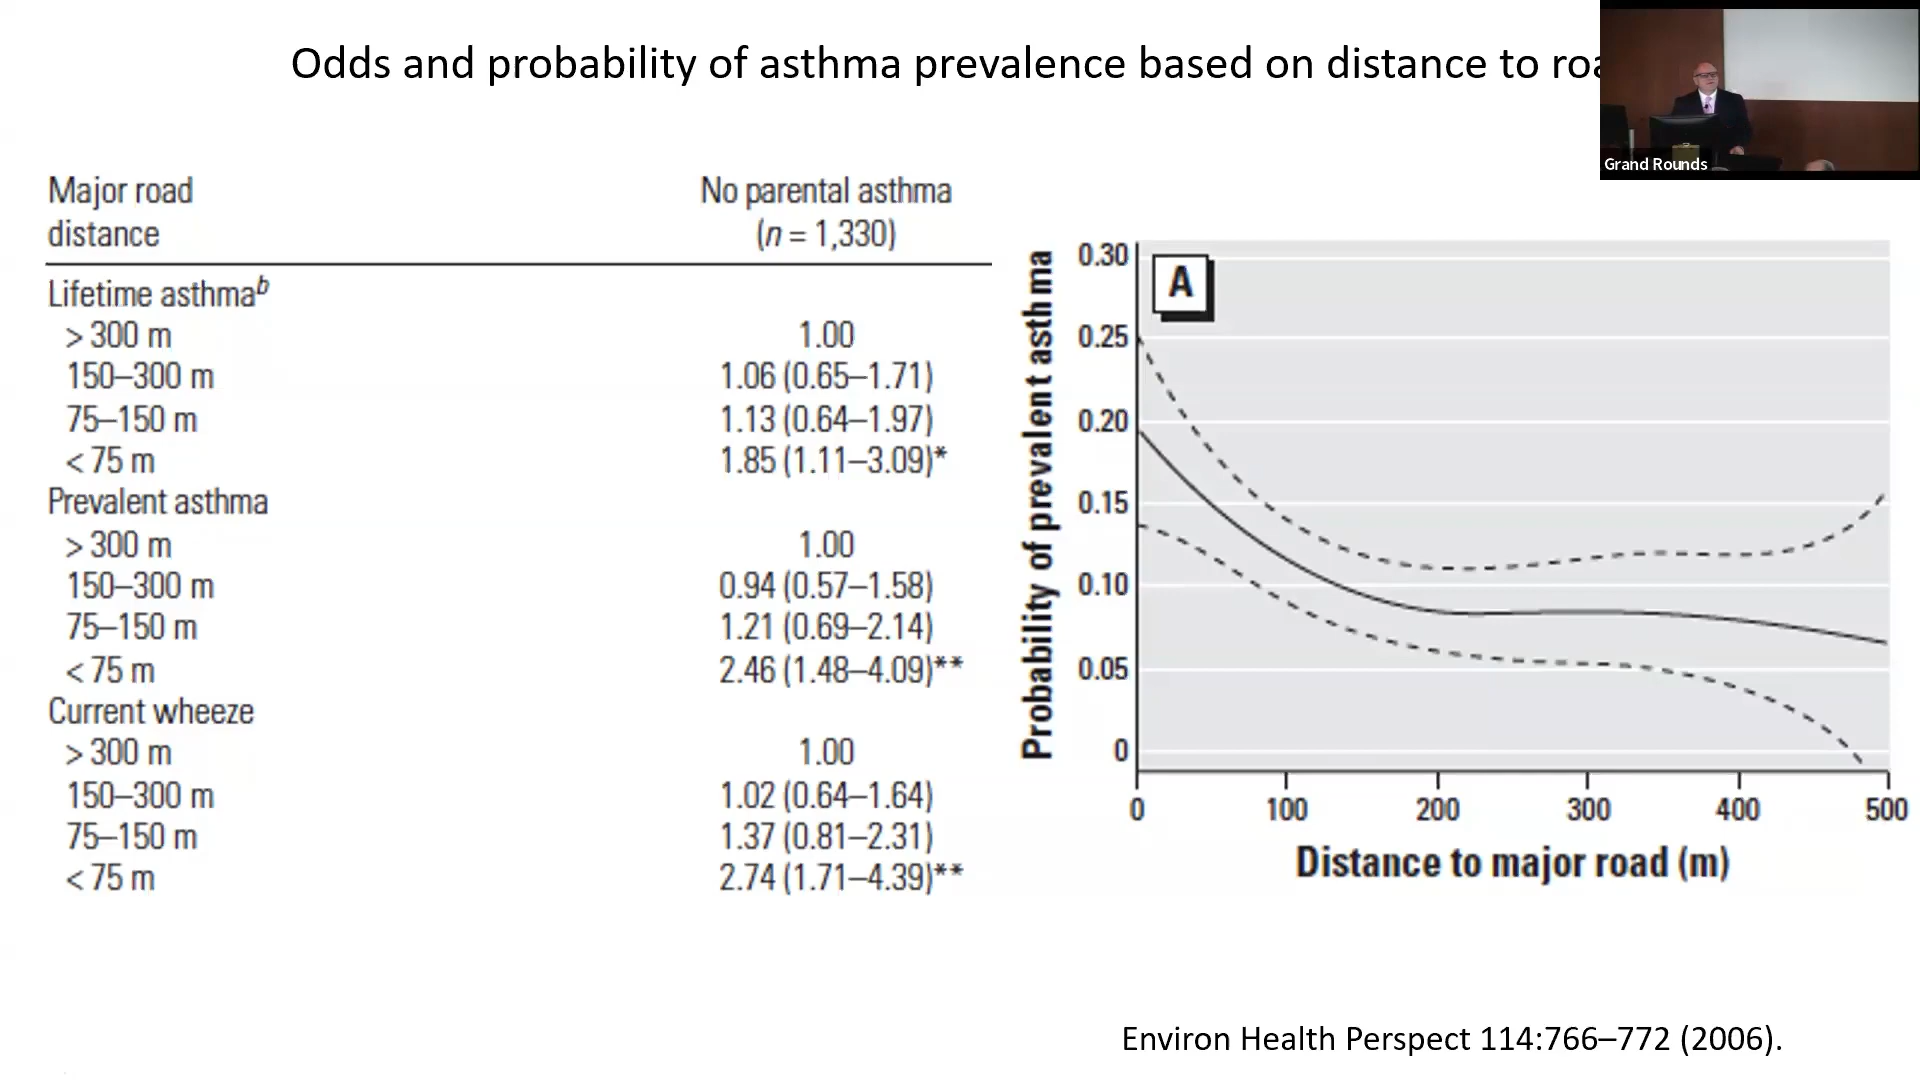 Odds and probability of asthma prevalence based on distance to
Grand Rounds
Major road distance
No parental asthma
(n = 1,330)
Lifetime asthmab
> 300 m 1.00
150–300 m 1.06 (0.65–1.71)
75–150 m 1.13 (0.64–1.97)
< 75 m 1.85 (1.11–3.09)*
Prevalent asthma
> 300 m 1.00
150–300 m 0.94 (0.57–1.58)
75–150 m 1.21 (0.69–2.14)
< 75 m 2.46 (1.48–4.09)**
Current wheeze
> 300 m 1.00
150–300 m 1.02 (0.64–1.64)
75–150 m 1.37 (0.81–2.31)
< 75 m 2.74 (1.71–4.39)**
A
Probability of prevalent asthma
0.30
0.25
0.20
0.15
0.10
0.05
0
0 100 200 300 400 500
Distance to major road (m)
Environ Health Perspect 114:766–772 (2006).